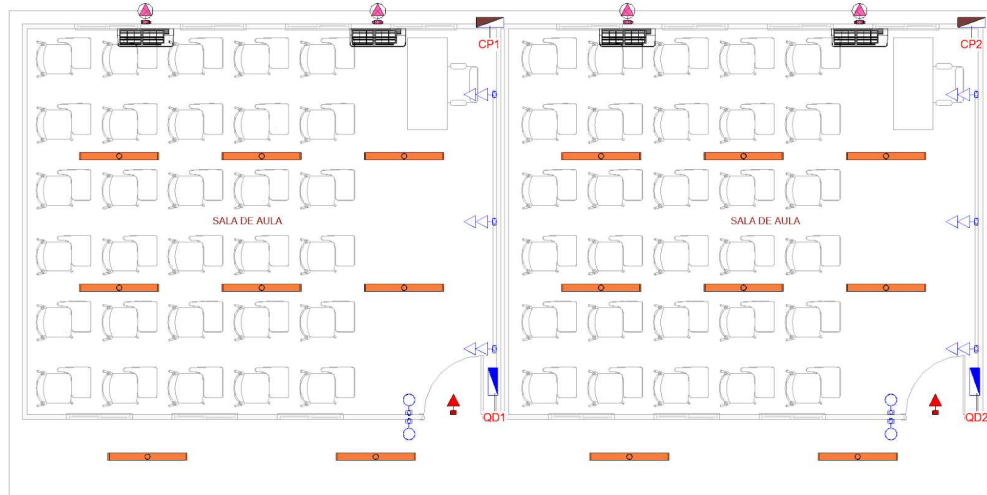 CP1
CP2
SALA DE AULA
SALA DE AULA
QD1
QD2